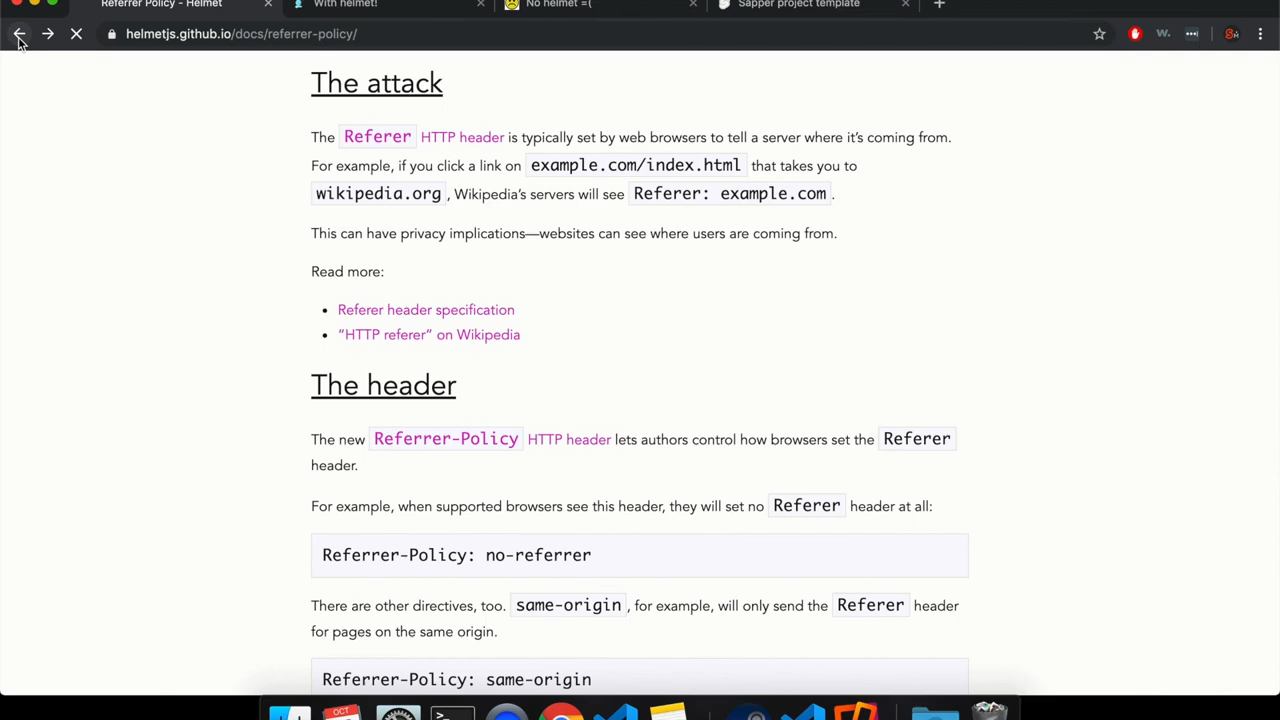 Referrer Policy - Helmet
With helmet!
No helmet =(
Sapper project template
helmetjs.github.io/docs/referrer-policy/
The attack
The Referer HTTP header is typically set by web browsers to tell a server where it's coming from.
For example, if you click a link on example.com/index.html that takes you to
wikipedia.org, Wikipedia's servers will see Referer: example.com.
This can have privacy implications—websites can see where users are coming from.
Read more:
• Referer header specification
• "HTTP referer" on Wikipedia
The header
The new Referrer-Policy HTTP header lets authors control how browsers set the Referer
header.
For example, when supported browsers see this header, they will set no Referer header at all:
Referrer-Policy: no-referrer
There are other directives, too. same-origin, for example, will only send the Referer header
for pages on the same origin.
Referrer-Policy: same-origin
OCT